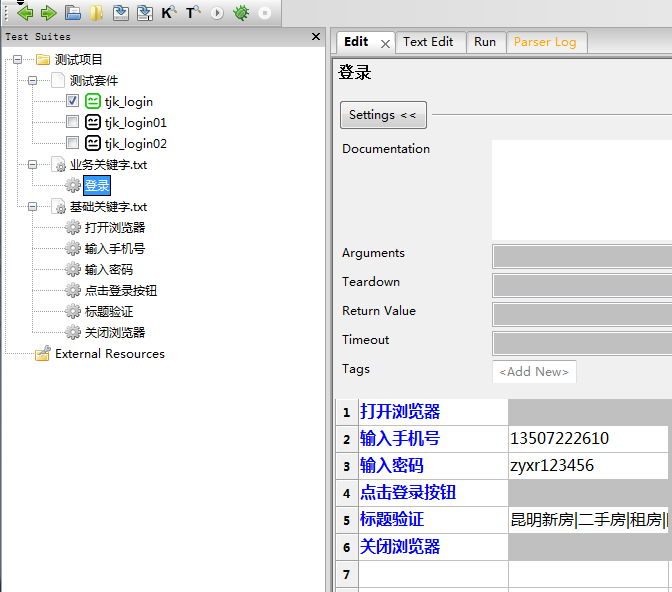 K T
Test Suites
测试项目
测试套件
tjk_login
tjk_login01
tjk_login02
业务关键字.txt
登录
基础关键字.txt
打开浏览器
输入手机号
输入密码
点击登录按钮
标题验证
关闭浏览器
External Resources
Edit Text Edit Run Parser Log
登录
Settings <<
Documentation
Arguments
Teardown
Return Value
Timeout
Tags <Add New>
1 打开浏览器
2 输入手机号 13507222610
3 输入密码 zyxr123456
4 点击登录按钮
5 标题验证 昆明新房|二手房|租房|
6 关闭浏览器
7